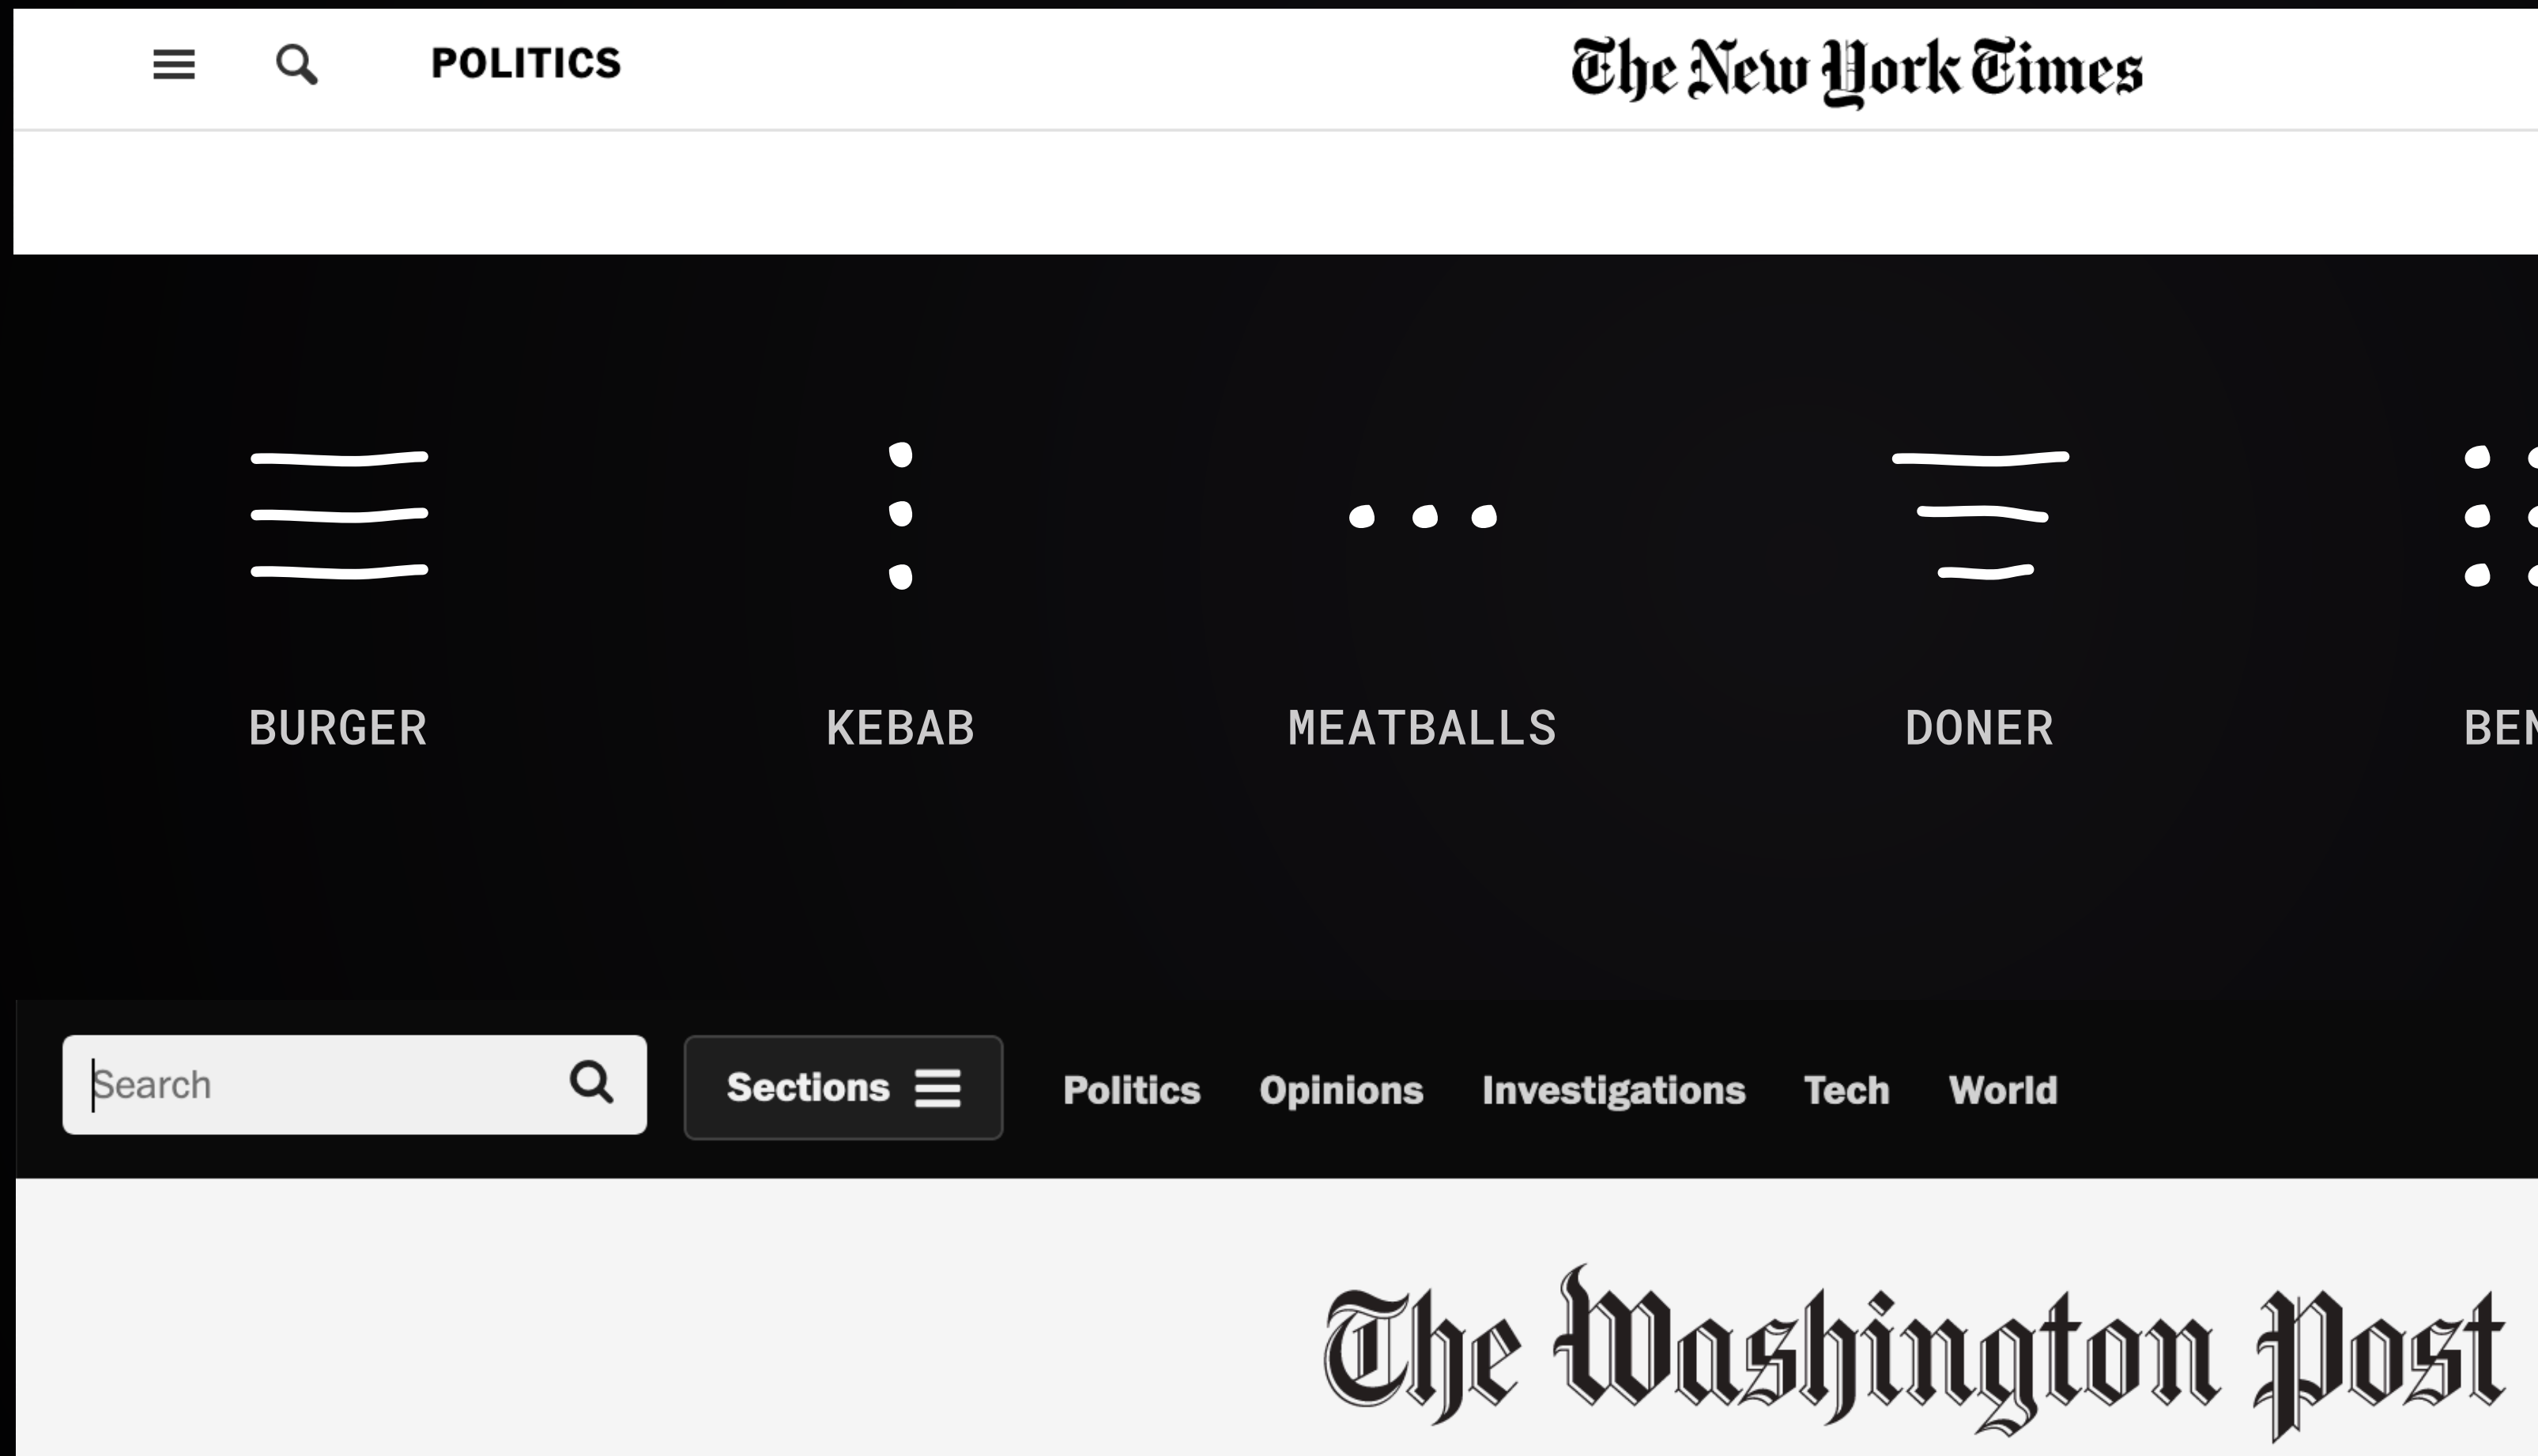 POLITICS
The New York Times
BURGER KEBAB MEATBALLS DONER
Search Sections Politics Opinions Investigations Tech World
The Washington Post